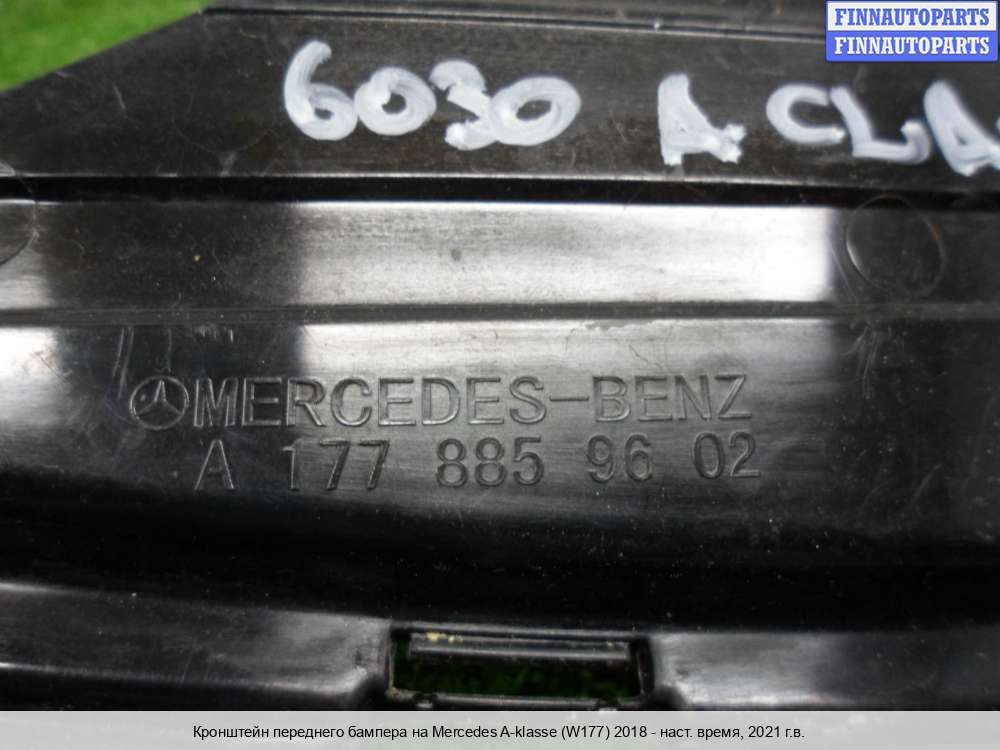 FINNAUTOPARTS
FINNAUTOPARTS
6030 A CLA
MERCEDES-BENZ
A 177 885 96 02
Кронштейн переднего бампера на Mercedes A-klasse (W177) 2018 - наст. время, 2021 г.в.